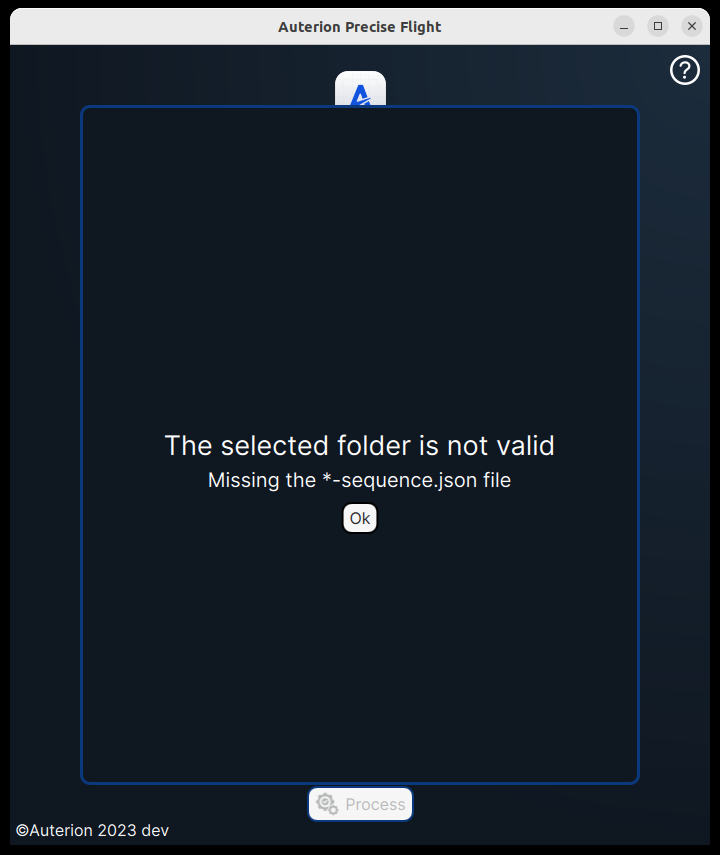 Auterion Precise Flight
The selected folder is not valid
Missing the *-sequence.json file
Ok
Process
©Auterion 2023 dev